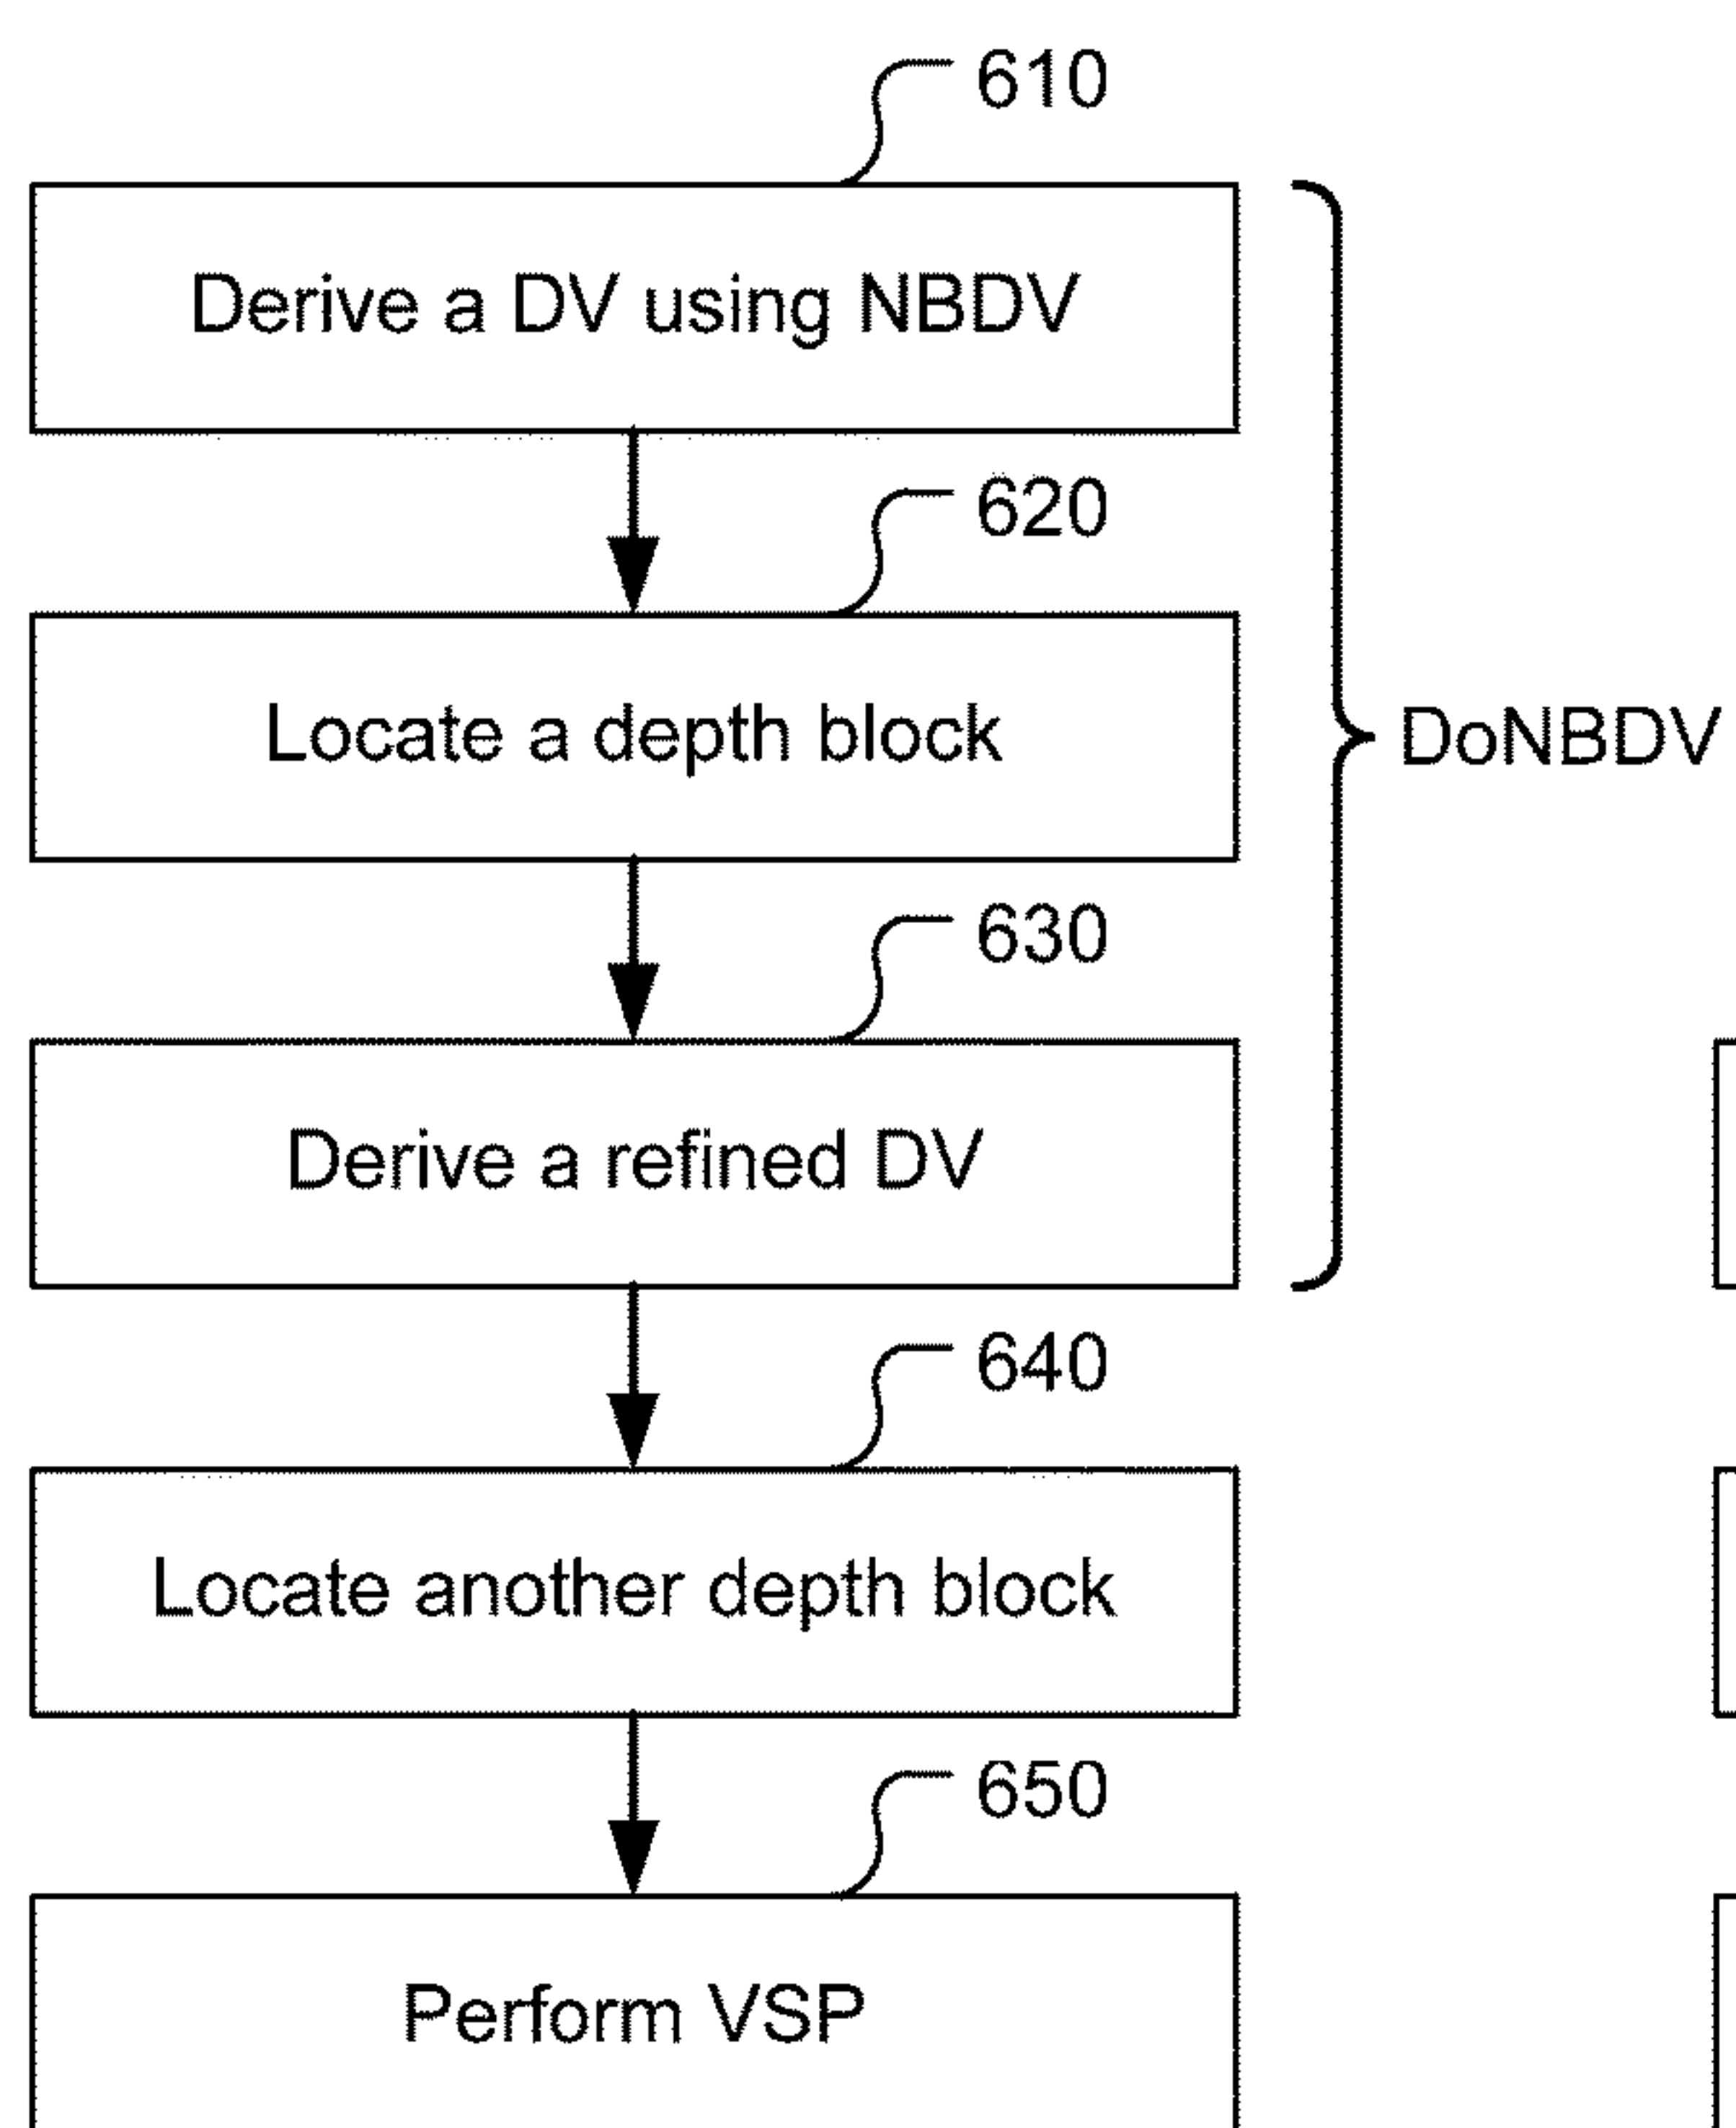 610
Derive a DV using NBDV
620
Locate a depth block
DoNBDV
630
Derive a refined DV
640
Locate another depth block
650
Perform VSP